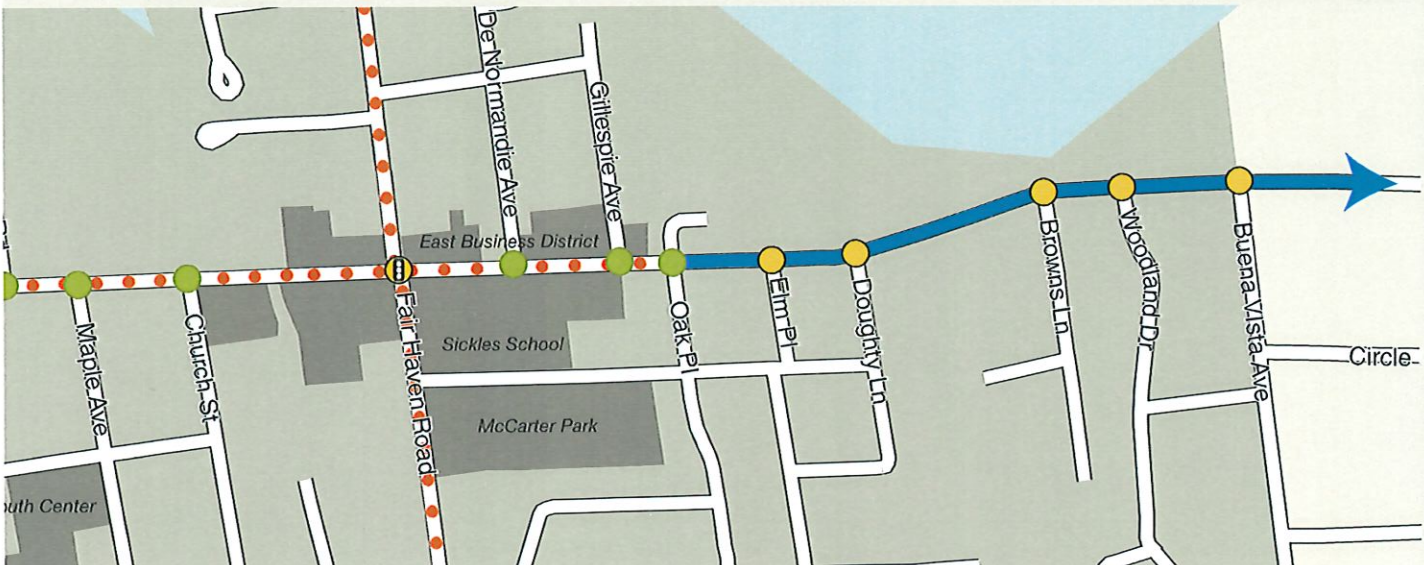 De Normandie Ave
Gillespie Ave
East Business District
Fair Haven Road
Sickles School
McCarter Park
Maple Ave
Church St
Oak Pl
Elm Pl
Doughty Ln
Browns Ln
Woodland Dr
Buena Vista Ave
Circle
outh Center